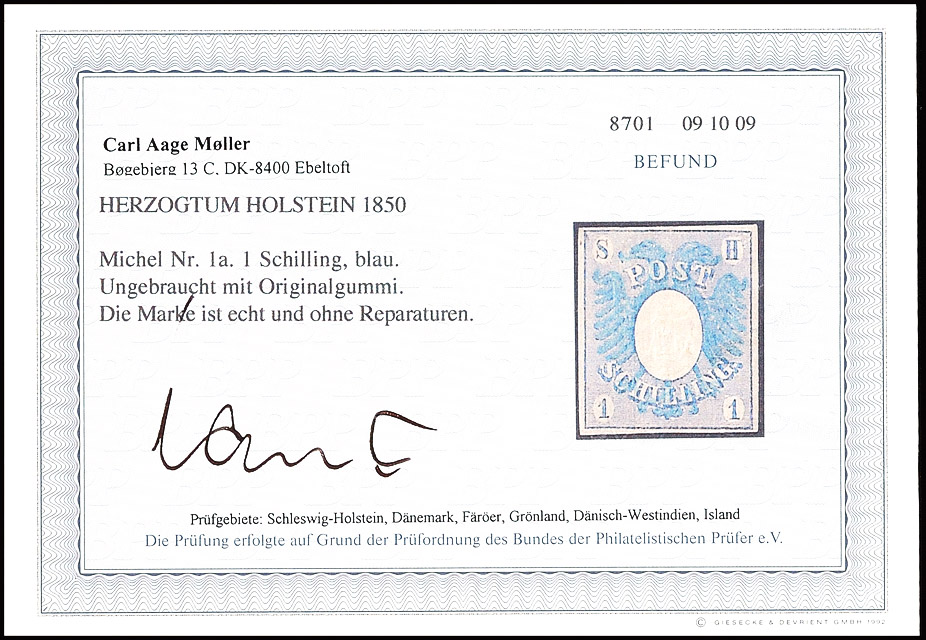 8701 09 10 09
BEFUND
Carl Aage Møller
Bøgebjerg 13 C. DK-8400 Ebeltoft
HERZOGTUM HOLSTEIN 1850
Michel Nr. 1a. 1 Schilling, blau.
Ungebraucht mit Originalgummi.
Die Marke ist echt und ohne Reparaturen.
S H
POST
SCHILLING
1 1
Prüfgebiete: Schleswig-Holstein, Dänemark, Färöer, Grönland, Dänisch-Westindien, Island
Die Prüfung erfolgte auf Grund der Prüfordnung des Bundes der Philatelistischen Prüfer e.V.
© GIESECKE & DEVRIENT GMBH 1992